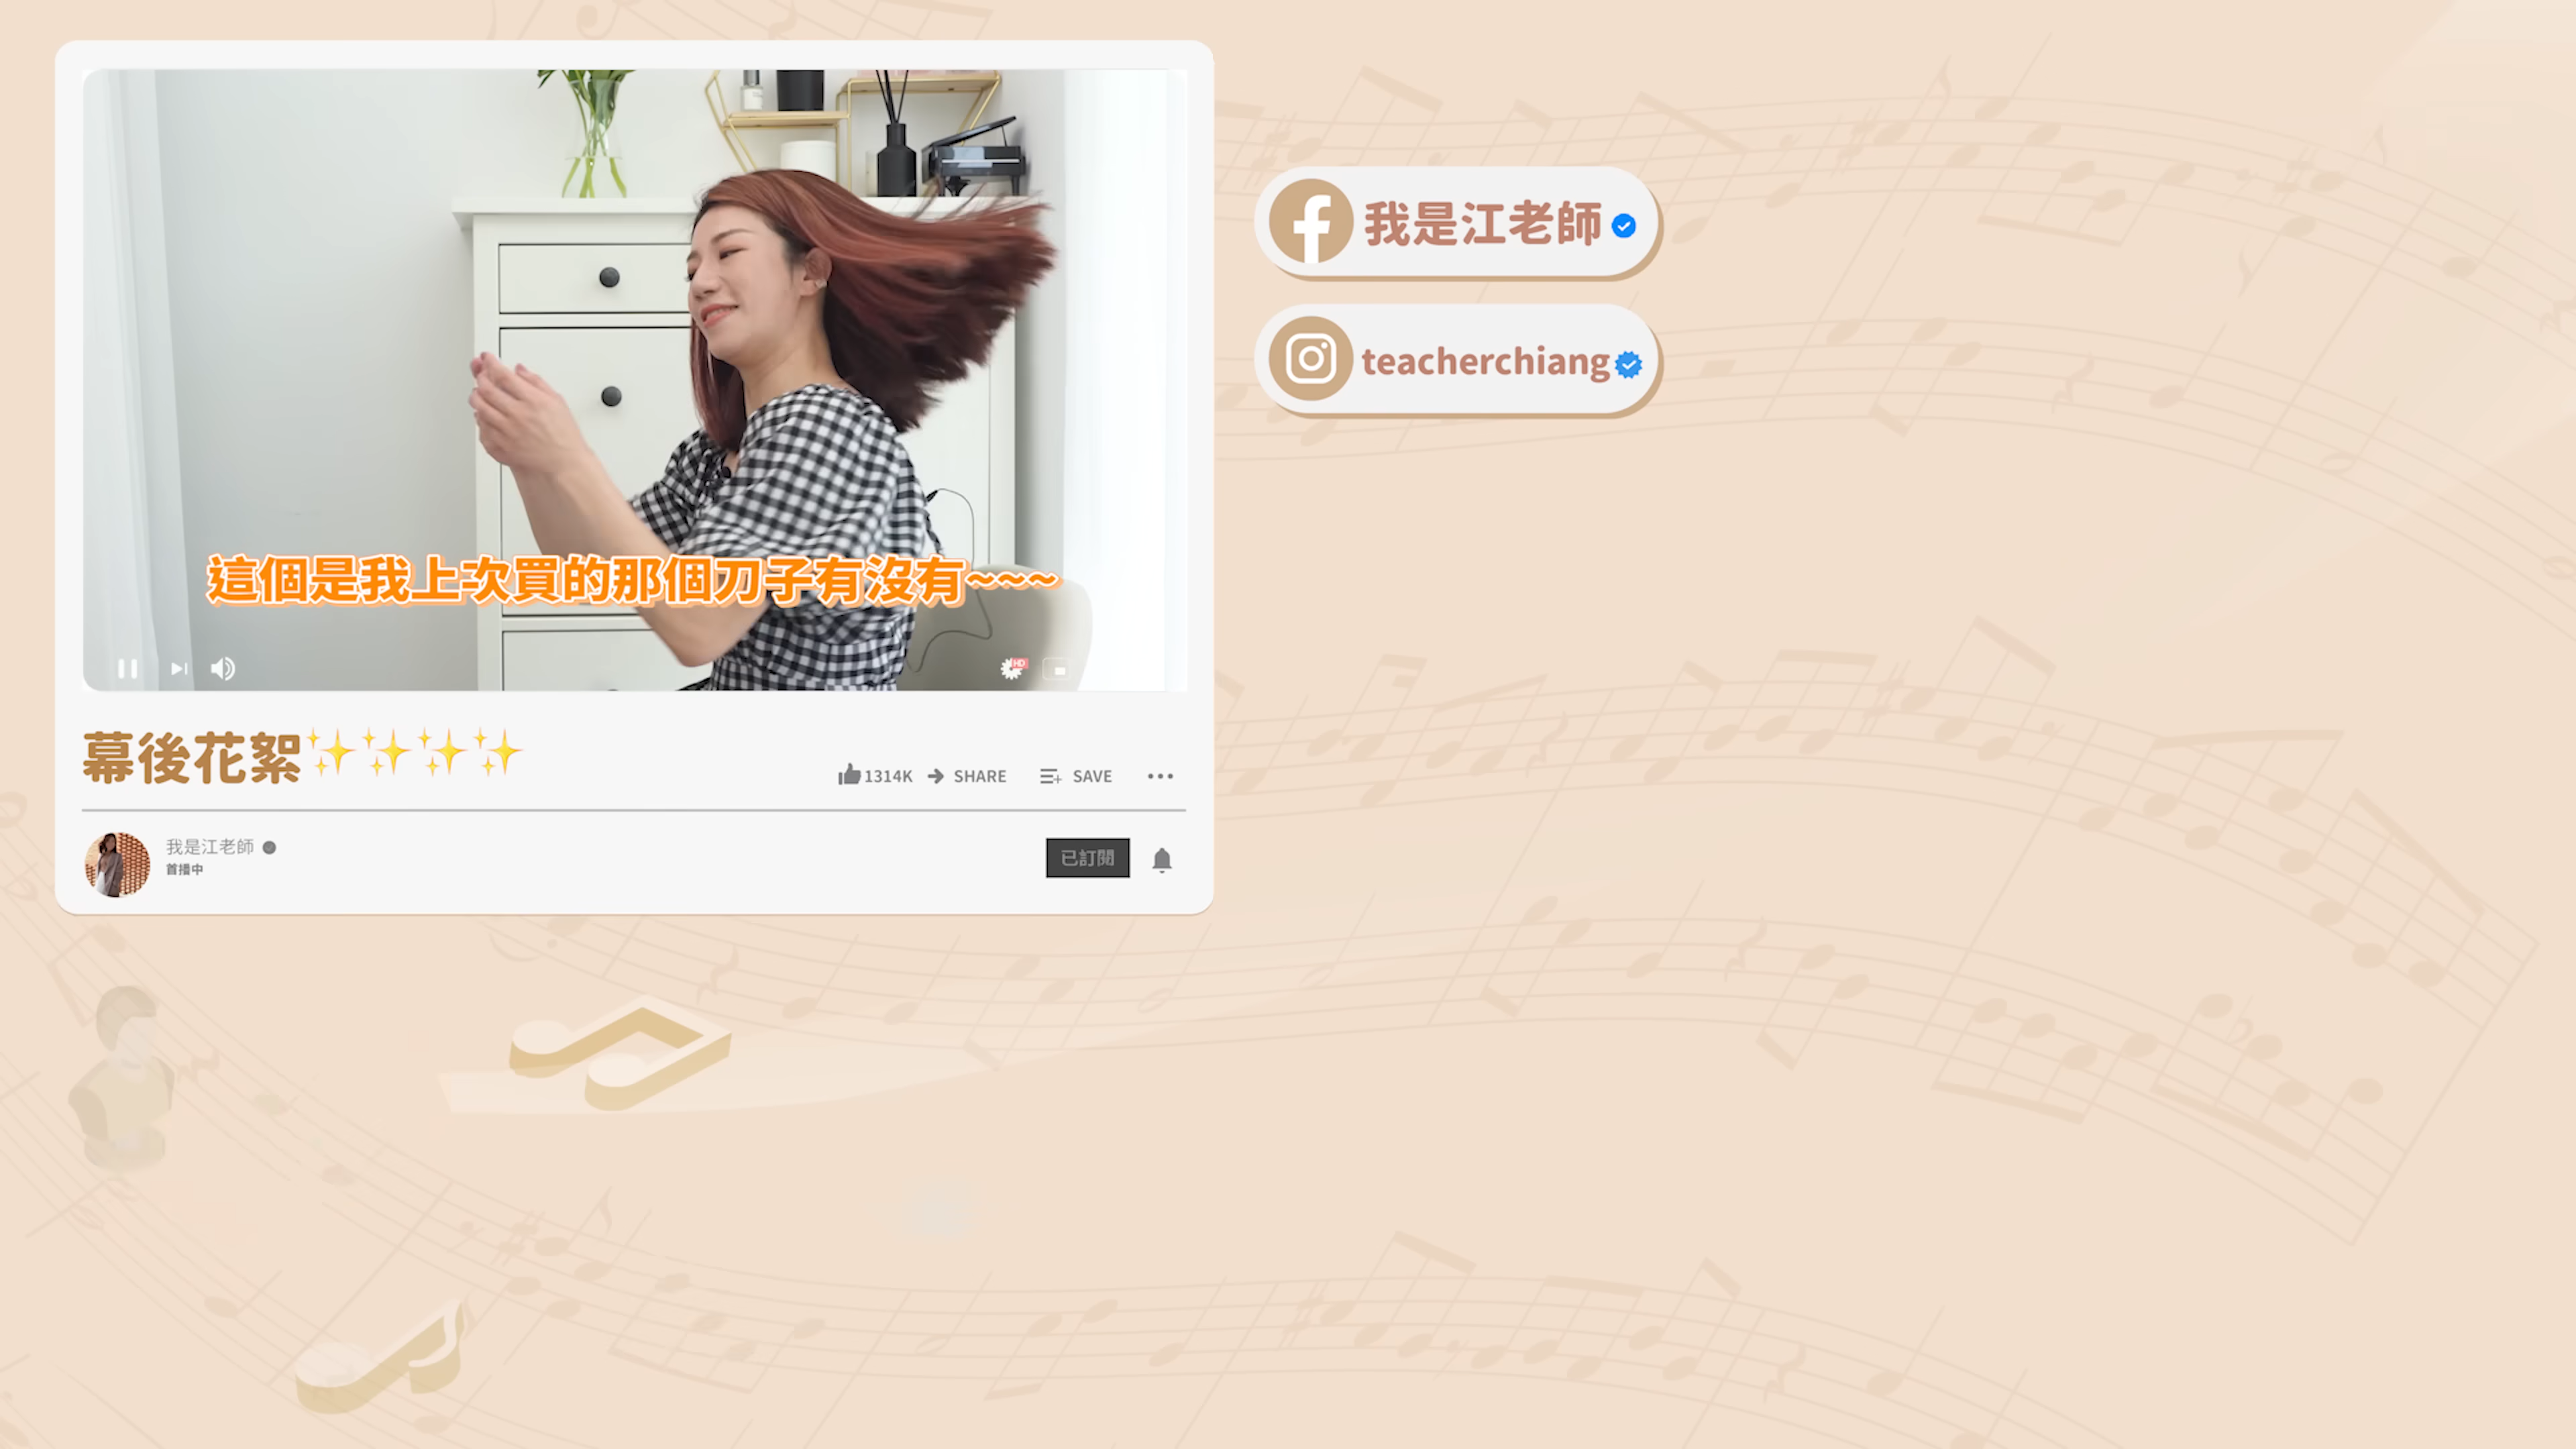 這個是我上次買的那個刀子有沒有~~~
HD
幕後花絮✨✨✨✨
1314K SHARE SAVE
我是江老師
首播中
已訂閱
我是江老師
teacherchiang